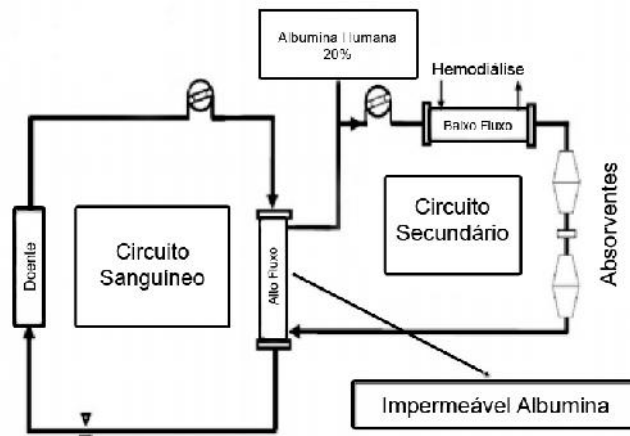 Albumina Humana
20%
Hemodiálise
Baixo Fluxo
Circuito
Secundário
Absorventes
Circuito
Sanguíneo
Doente
Alto Fluxo
Impermeável Albumina